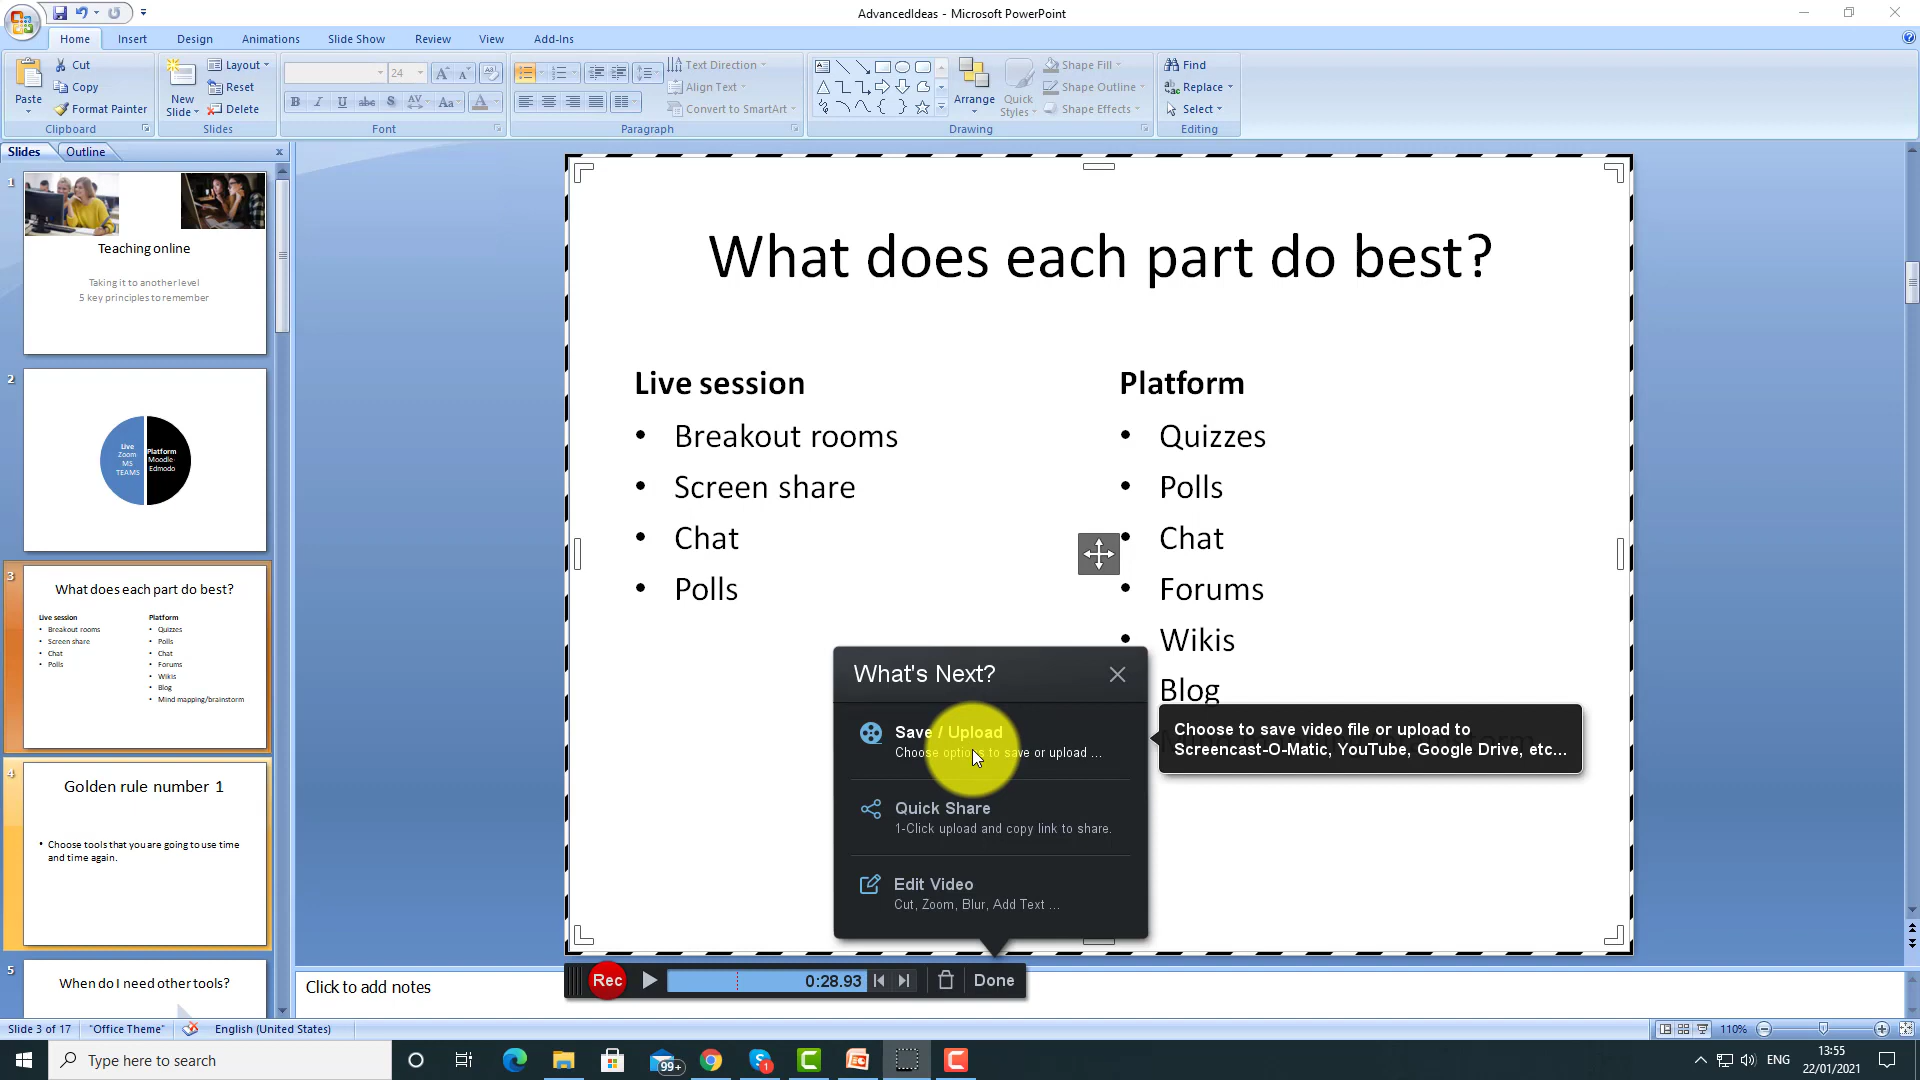 AdvancedIdeas - Microsoft PowerPoint
Home Insert Design Animations Slide Show Review View Add-Ins
Paste
Cut
Copy
Format Painter
Clipboard
New Slide
Layout
Reset
Delete
Slides
24
Font
Text Direction
Align Text
Convert to SmartArt
Paragraph
Arrange
Quick Styles
Shape Fill
Shape Outline
Shape Effects
Drawing
Find
Replace
Select
Editing
Slides Outline
1
Teaching online
Taking it to another level
5 key principles to remember
2
Live
Zoom
MS
TEAMS
Platform
Moodle
Edmodo
3
What does each part do best?
Live session
• Breakout rooms
• Screen share
• Chat
• Polls
Platform
• Quizzes
• Polls
• Chat
• Forums
• Wikis
• Blog
• Mind mapping/brainstorm
4
Golden rule number 1
• Choose tools that you are going to use time
and time again.
5
When do I need other tools?
What does each part do best?
Live session
• Breakout rooms
• Screen share
• Chat
• Polls
Platform
• Quizzes
• Polls
• Chat
• Forums
• Wikis
Blog
What's Next?
Save / Upload
Choose options to save or upload ...
Quick Share
1-Click upload and copy link to share.
Edit Video
Cut, Zoom, Blur, Add Text ...
Choose to save video file or upload to
Screencast-O-Matic, YouTube, Google Drive, etc...
Rec 0:28.93 Done
Click to add notes
Slide 3 of 17 "Office Theme" English (United States) 110%
Type here to search
99+
1
ENG
13:55
22/01/2021